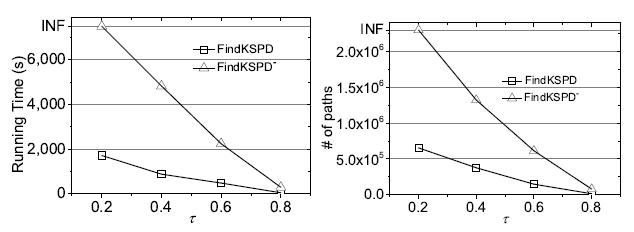 INF
6,000
4,000
2,000
0
Running Time (s)
FindKSPD
FindKSPD⁻
0.2 0.4 0.6 0.8
τ
INF
2.0x10⁶
1.5x10⁶
1.0x10⁶
5.0x10⁵
0.0
# of paths
FindKSPD
FindKSPD⁻
0.2 0.4 0.6 0.8
τ